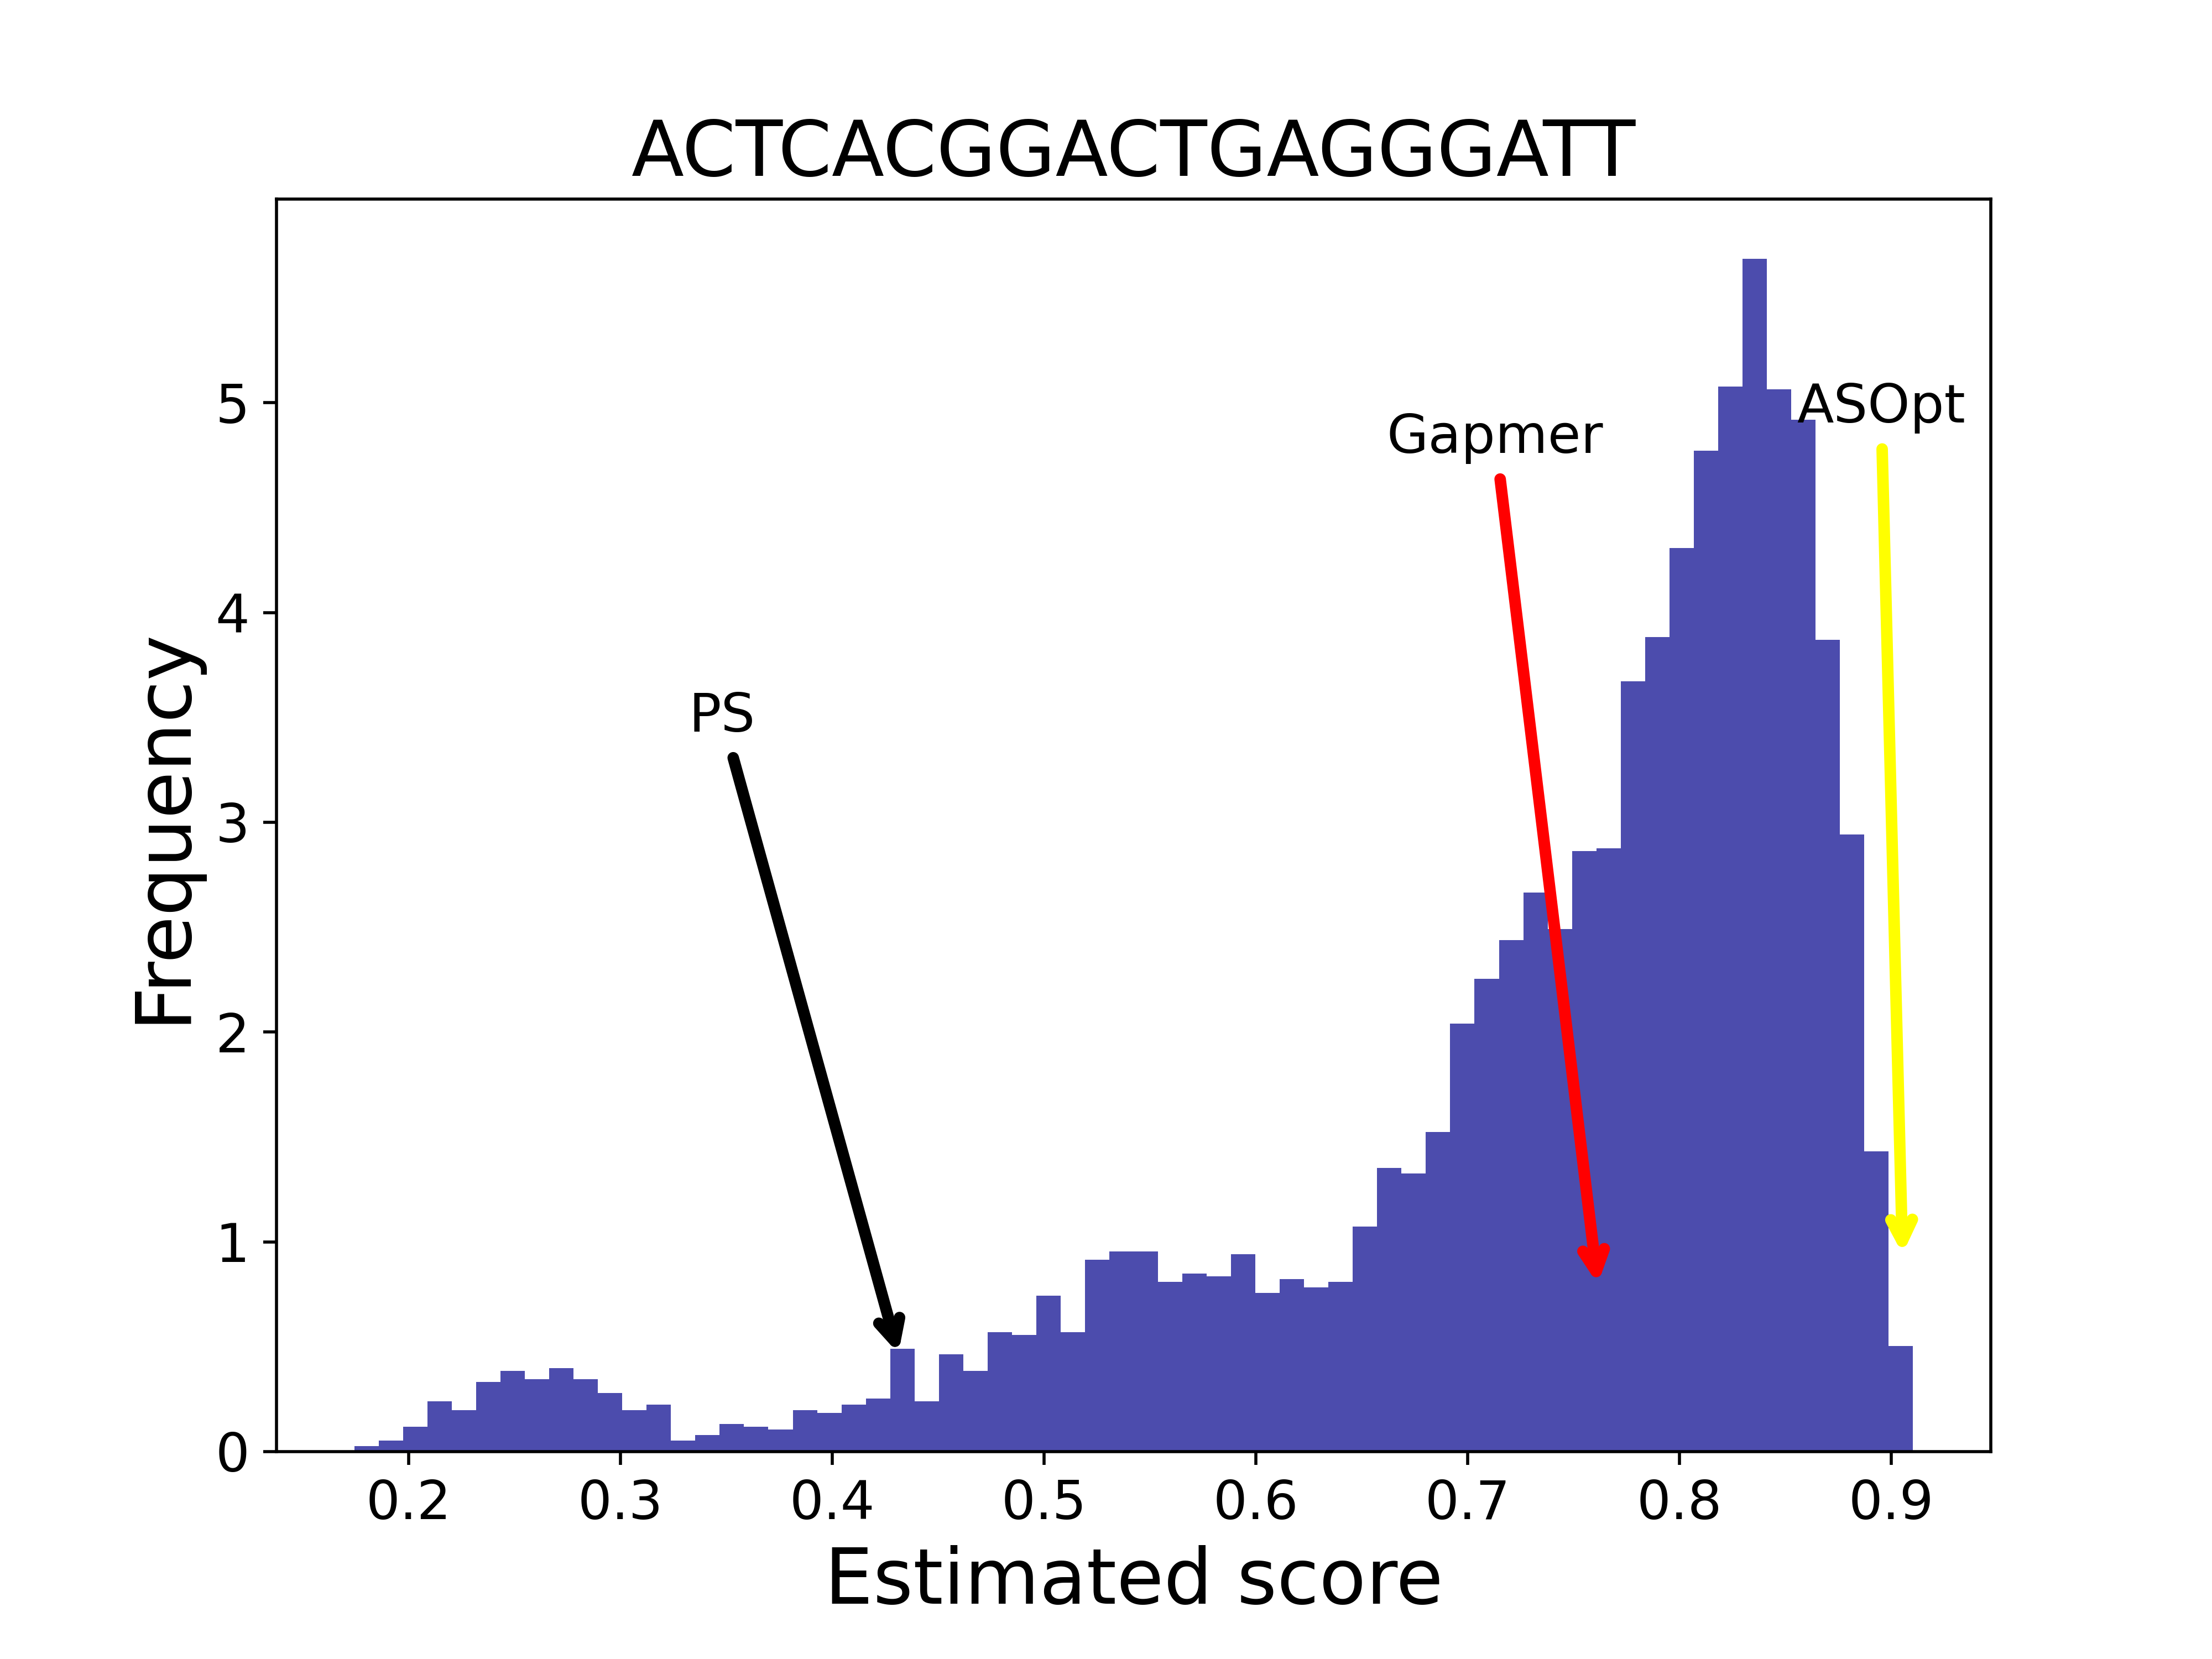 ACTCACGGACTGAGGGATT
Frequency
5
4
3
2
1
0
ASOpt
Gapmer
PS
0.2 0.3 0.4 0.5 0.6 0.7 0.8 0.9
Estimated score